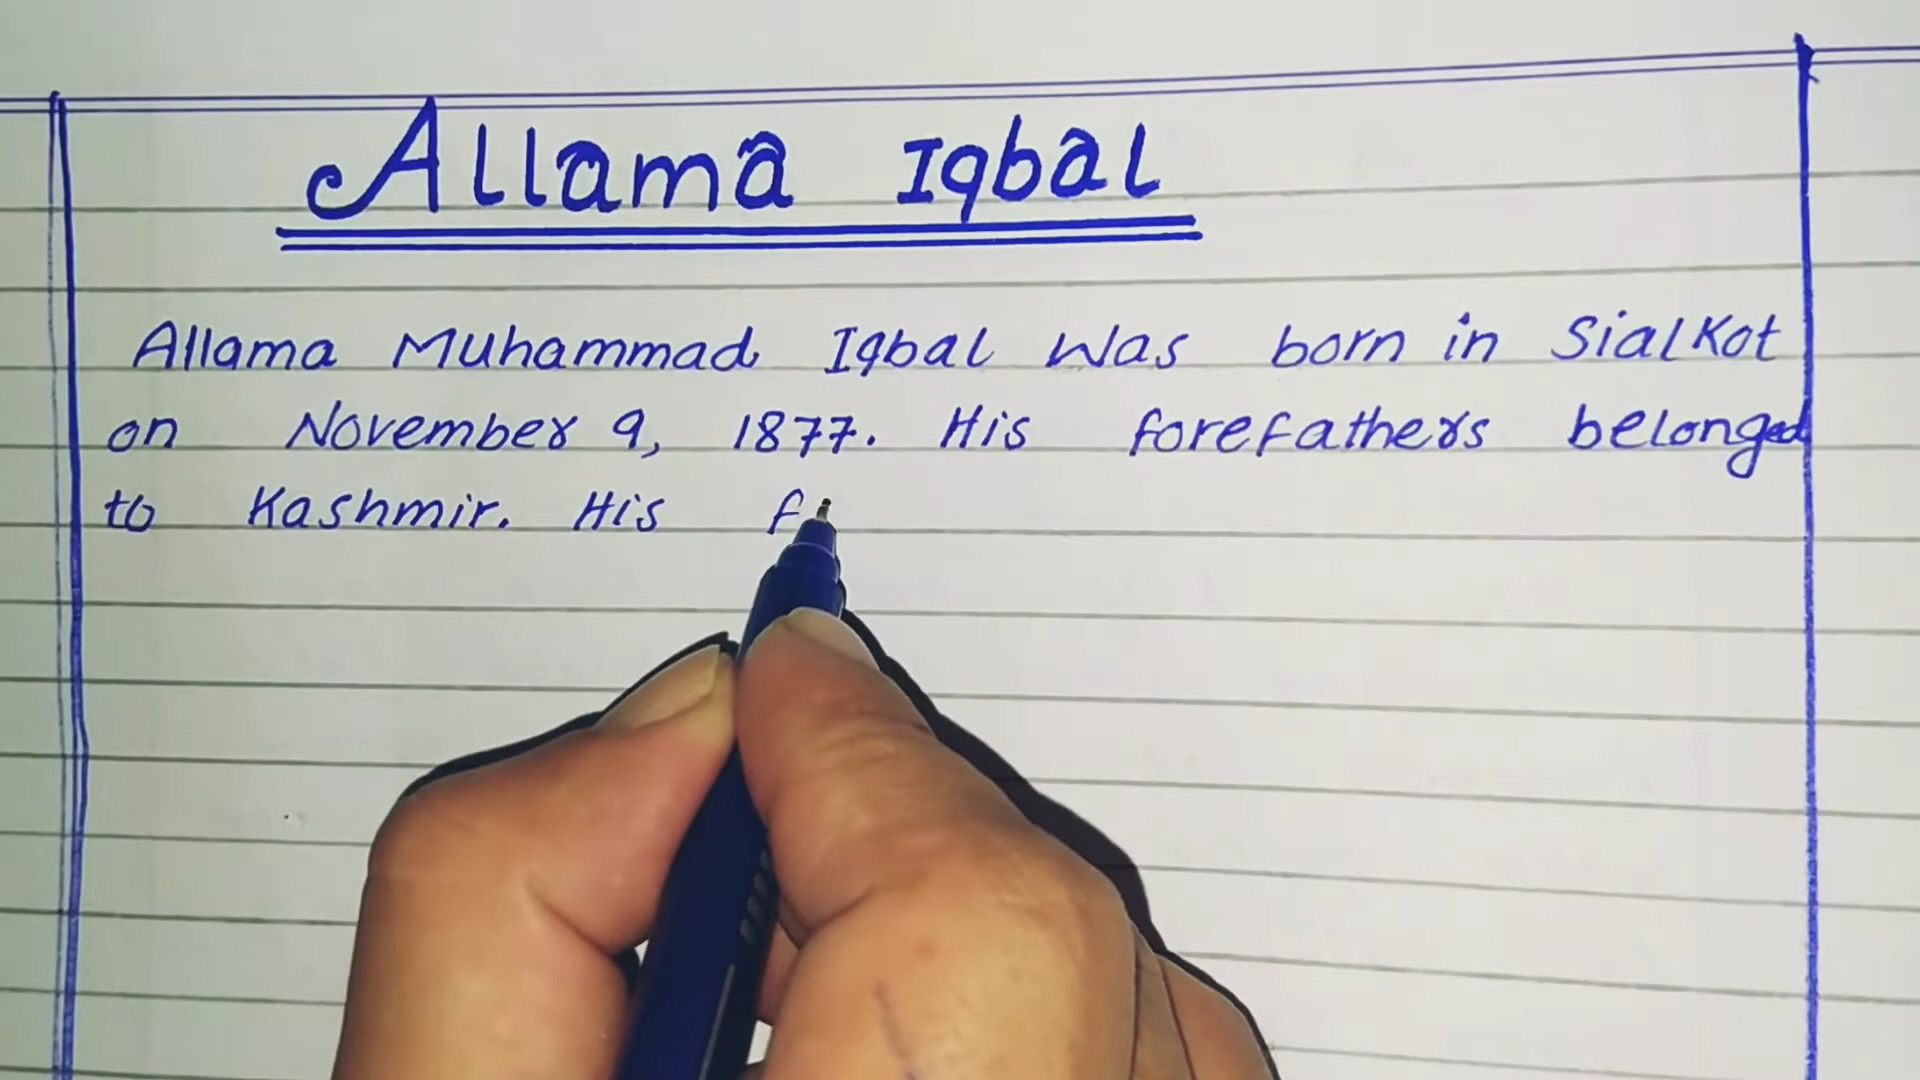 Allama Iqbal
Allama Muhammad Iqbal was born in Sialkot
on November 9, 1877. His forefathers belonged
to Kashmir. His f